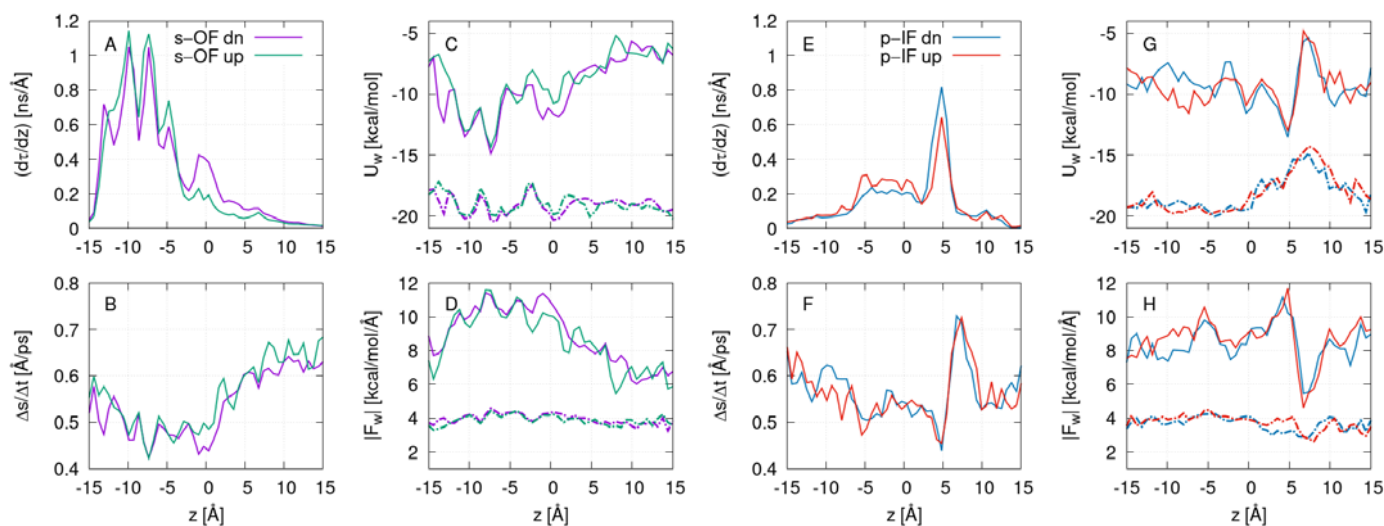 A
s-OF dn
s-OF up
(dτ/dz) [ns/Å]
1.2
1
0.8
0.6
0.4
0.2
0
-15 -10 -5 0 5 10 15
C
U_w [kcal/mol]
-5
-10
-15
-20
-15 -10 -5 0 5 10 15
E
p-IF dn
p-IF up
(dτ/dz) [ns/Å]
1.2
1
0.8
0.6
0.4
0.2
0
-15 -10 -5 0 5 10 15
G
U_w [kcal/mol]
-5
-10
-15
-20
-15 -10 -5 0 5 10 15
B
Δs/Δt [Å/ps]
0.8
0.7
0.6
0.5
0.4
-15 -10 -5 0 5 10 15
z [Å]
D
|F_w| [kcal/mol/Å]
12
10
8
6
4
2
-15 -10 -5 0 5 10 15
z [Å]
F
Δs/Δt [Å/ps]
0.8
0.7
0.6
0.5
0.4
-15 -10 -5 0 5 10 15
z [Å]
H
|F_w| [kcal/mol/Å]
12
10
8
6
4
2
-15 -10 -5 0 5 10 15
z [Å]